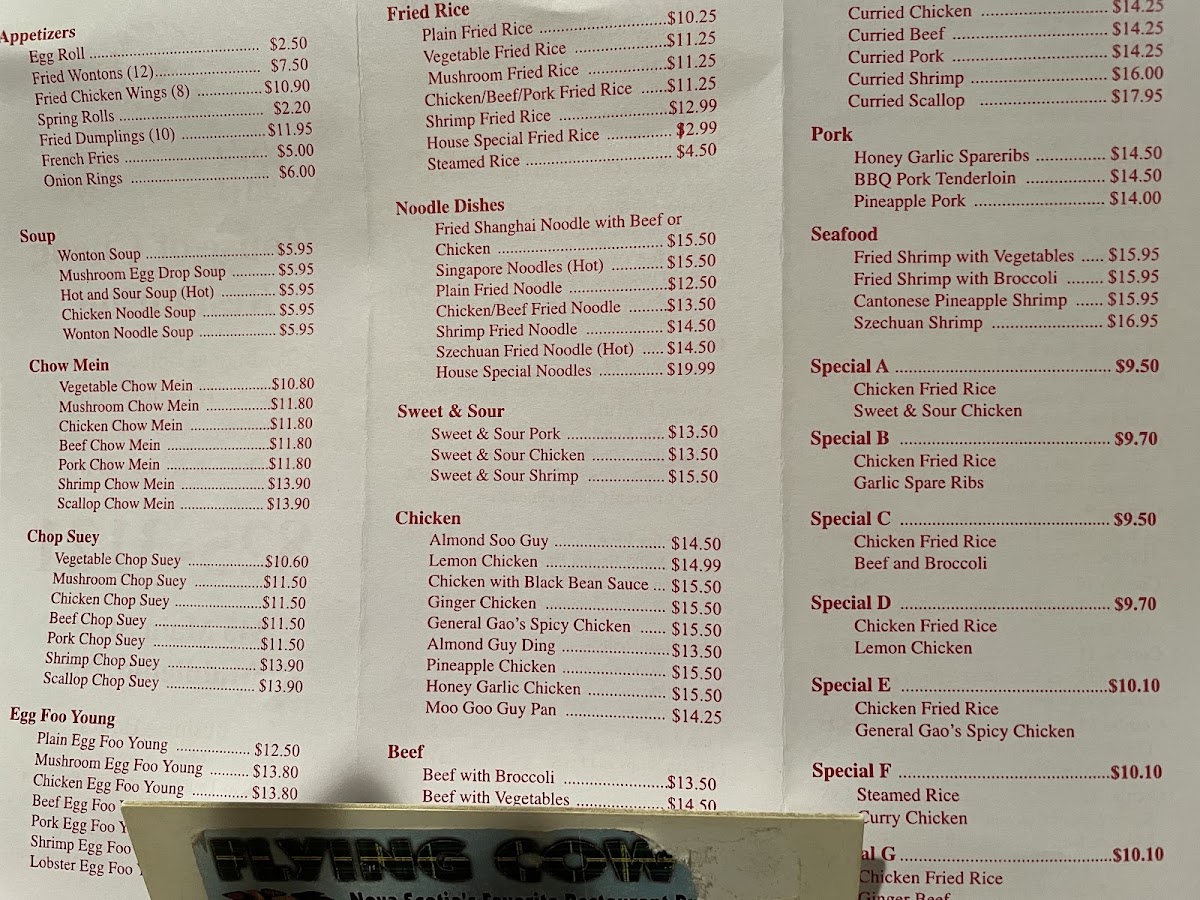 Appetizers
Egg Roll ........ $2.50
Fried Wontons (12) ........ $7.50
Fried Chicken Wings (8) ........ $10.90
Spring Rolls ........ $2.20
Fried Dumplings (10) ........ $11.95
French Fries ........ $5.00
Onion Rings ........ $6.00
Soup
Wonton Soup ........ $5.95
Mushroom Egg Drop Soup ........ $5.95
Hot and Sour Soup (Hot) ........ $5.95
Chicken Noodle Soup ........ $5.95
Wonton Noodle Soup ........ $5.95
Chow Mein
Vegetable Chow Mein ........ $10.80
Mushroom Chow Mein ........ $11.80
Chicken Chow Mein ........ $11.80
Beef Chow Mein ........ $11.80
Pork Chow Mein ........ $11.80
Shrimp Chow Mein ........ $13.90
Scallop Chow Mein ........ $13.90
Chop Suey
Vegetable Chop Suey ........ $10.60
Mushroom Chop Suey ........ $11.50
Chicken Chop Suey ........ $11.50
Beef Chop Suey ........ $11.50
Pork Chop Suey ........ $11.50
Shrimp Chop Suey ........ $13.90
Scallop Chop Suey ........ $13.90
Egg Foo Young
Plain Egg Foo Young ........ $12.50
Mushroom Egg Foo Young ........ $13.80
Chicken Egg Foo Young ........ $13.80
Beef Egg Foo
Pork Egg Foo
Shrimp Egg Foo
Lobster Egg Foo
Fried Rice
Plain Fried Rice ........ $10.25
Vegetable Fried Rice ........ $11.25
Mushroom Fried Rice ........ $11.25
Chicken/Beef/Pork Fried Rice ........ $11.25
Shrimp Fried Rice ........ $12.99
House Special Fried Rice ........ $2.99
Steamed Rice ........ $4.50
Noodle Dishes
Fried Shanghai Noodle with Beef or
Chicken ........ $15.50
Singapore Noodles (Hot) ........ $15.50
Plain Fried Noodle ........ $12.50
Chicken/Beef Fried Noodle ........ $13.50
Shrimp Fried Noodle ........ $14.50
Szechuan Fried Noodle (Hot) ..... $14.50
House Special Noodles ........ $19.99
Sweet & Sour
Sweet & Sour Pork ........ $13.50
Sweet & Sour Chicken ........ $13.50
Sweet & Sour Shrimp ........ $15.50
Chicken
Almond Soo Guy ........ $14.50
Lemon Chicken ........ $14.99
Chicken with Black Bean Sauce ... $15.50
Ginger Chicken ........ $15.50
General Gao's Spicy Chicken ...... $15.50
Almond Guy Ding ........ $13.50
Pineapple Chicken ........ $15.50
Honey Garlic Chicken ........ $15.50
Moo Goo Guy Pan ........ $14.25
Beef
Beef with Broccoli ........ $13.50
Beef with Vegetables ........ $14.50
Curried Chicken ........ $14.25
Curried Beef ........ $14.25
Curried Pork ........ $14.25
Curried Shrimp ........ $16.00
Curried Scallop ........ $17.95
Pork
Honey Garlic Spareribs ........ $14.50
BBQ Pork Tenderloin ........ $14.50
Pineapple Pork ........ $14.00
Seafood
Fried Shrimp with Vegetables ..... $15.95
Fried Shrimp with Broccoli ........ $15.95
Cantonese Pineapple Shrimp ...... $15.95
Szechuan Shrimp ........ $16.95
Special A ........ $9.50
Chicken Fried Rice
Sweet & Sour Chicken
Special B ........ $9.70
Chicken Fried Rice
Garlic Spare Ribs
Special C ........ $9.50
Chicken Fried Rice
Beef and Broccoli
Special D ........ $9.70
Chicken Fried Rice
Lemon Chicken
Special E ........ $10.10
Chicken Fried Rice
General Gao's Spicy Chicken
Special F ........ $10.10
Steamed Rice
Curry Chicken
al G ........ $10.10
Chicken Fried Rice
Ginger Beef
FLYING COW
Nova Scotia's Favorite Restaurant